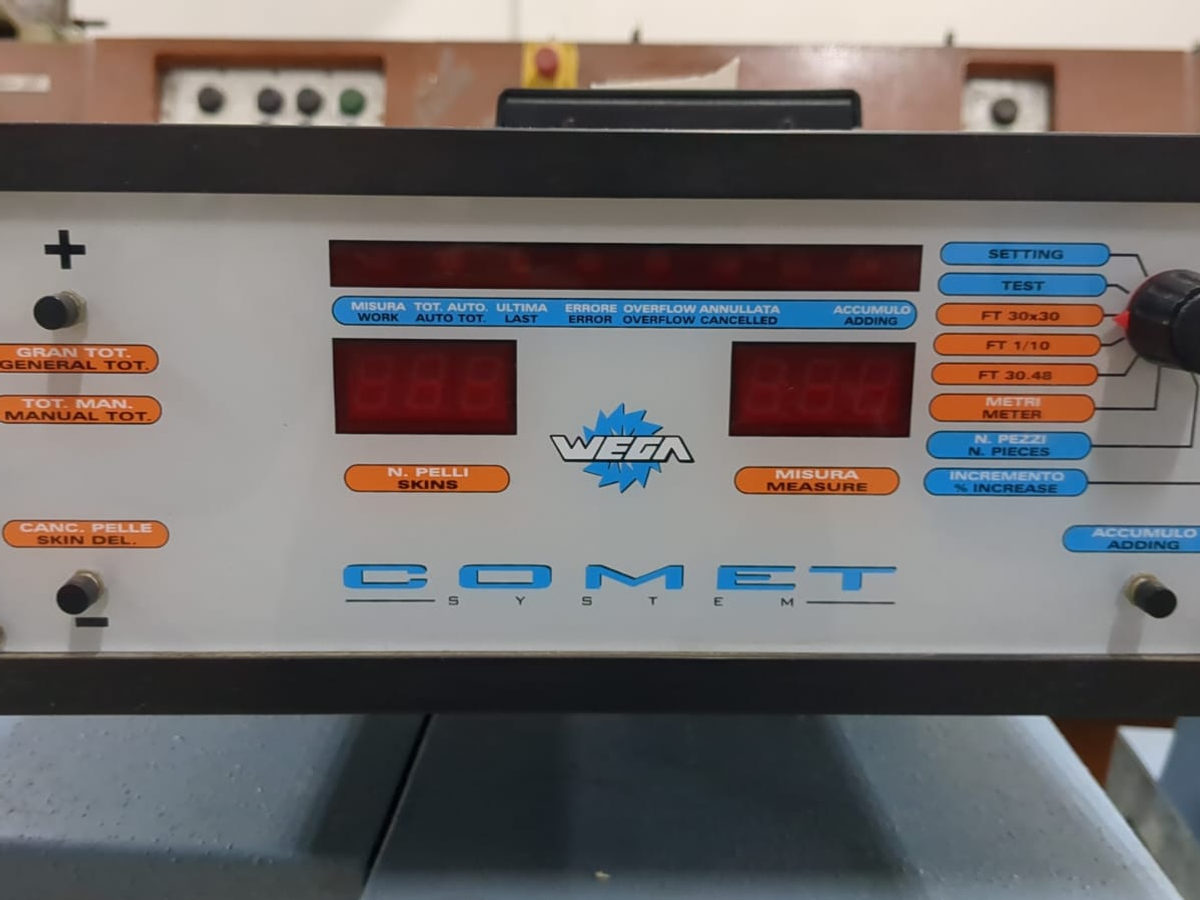 +
GRAN TOT.
GENERAL TOT.
TOT. MAN.
MANUAL TOT.
CANC. PELLE
SKIN DEL.
-
MISURA TOT. AUTO. ULTIMA ERRORE OVERFLOW ANNULLATA ACCUMULO
WORK AUTO TOT. LAST ERROR OVERFLOW CANCELLED ADDING
N. PELLI
SKINS
WEGA
MISURA
MEASURE
COMET
SYSTEM
SETTING
TEST
FT 30x30
FT 1/10
FT 30.48
METRI
METER
N. PEZZI
N. PIECES
INCREMENTO
% INCREASE
ACCUMULO
ADDING